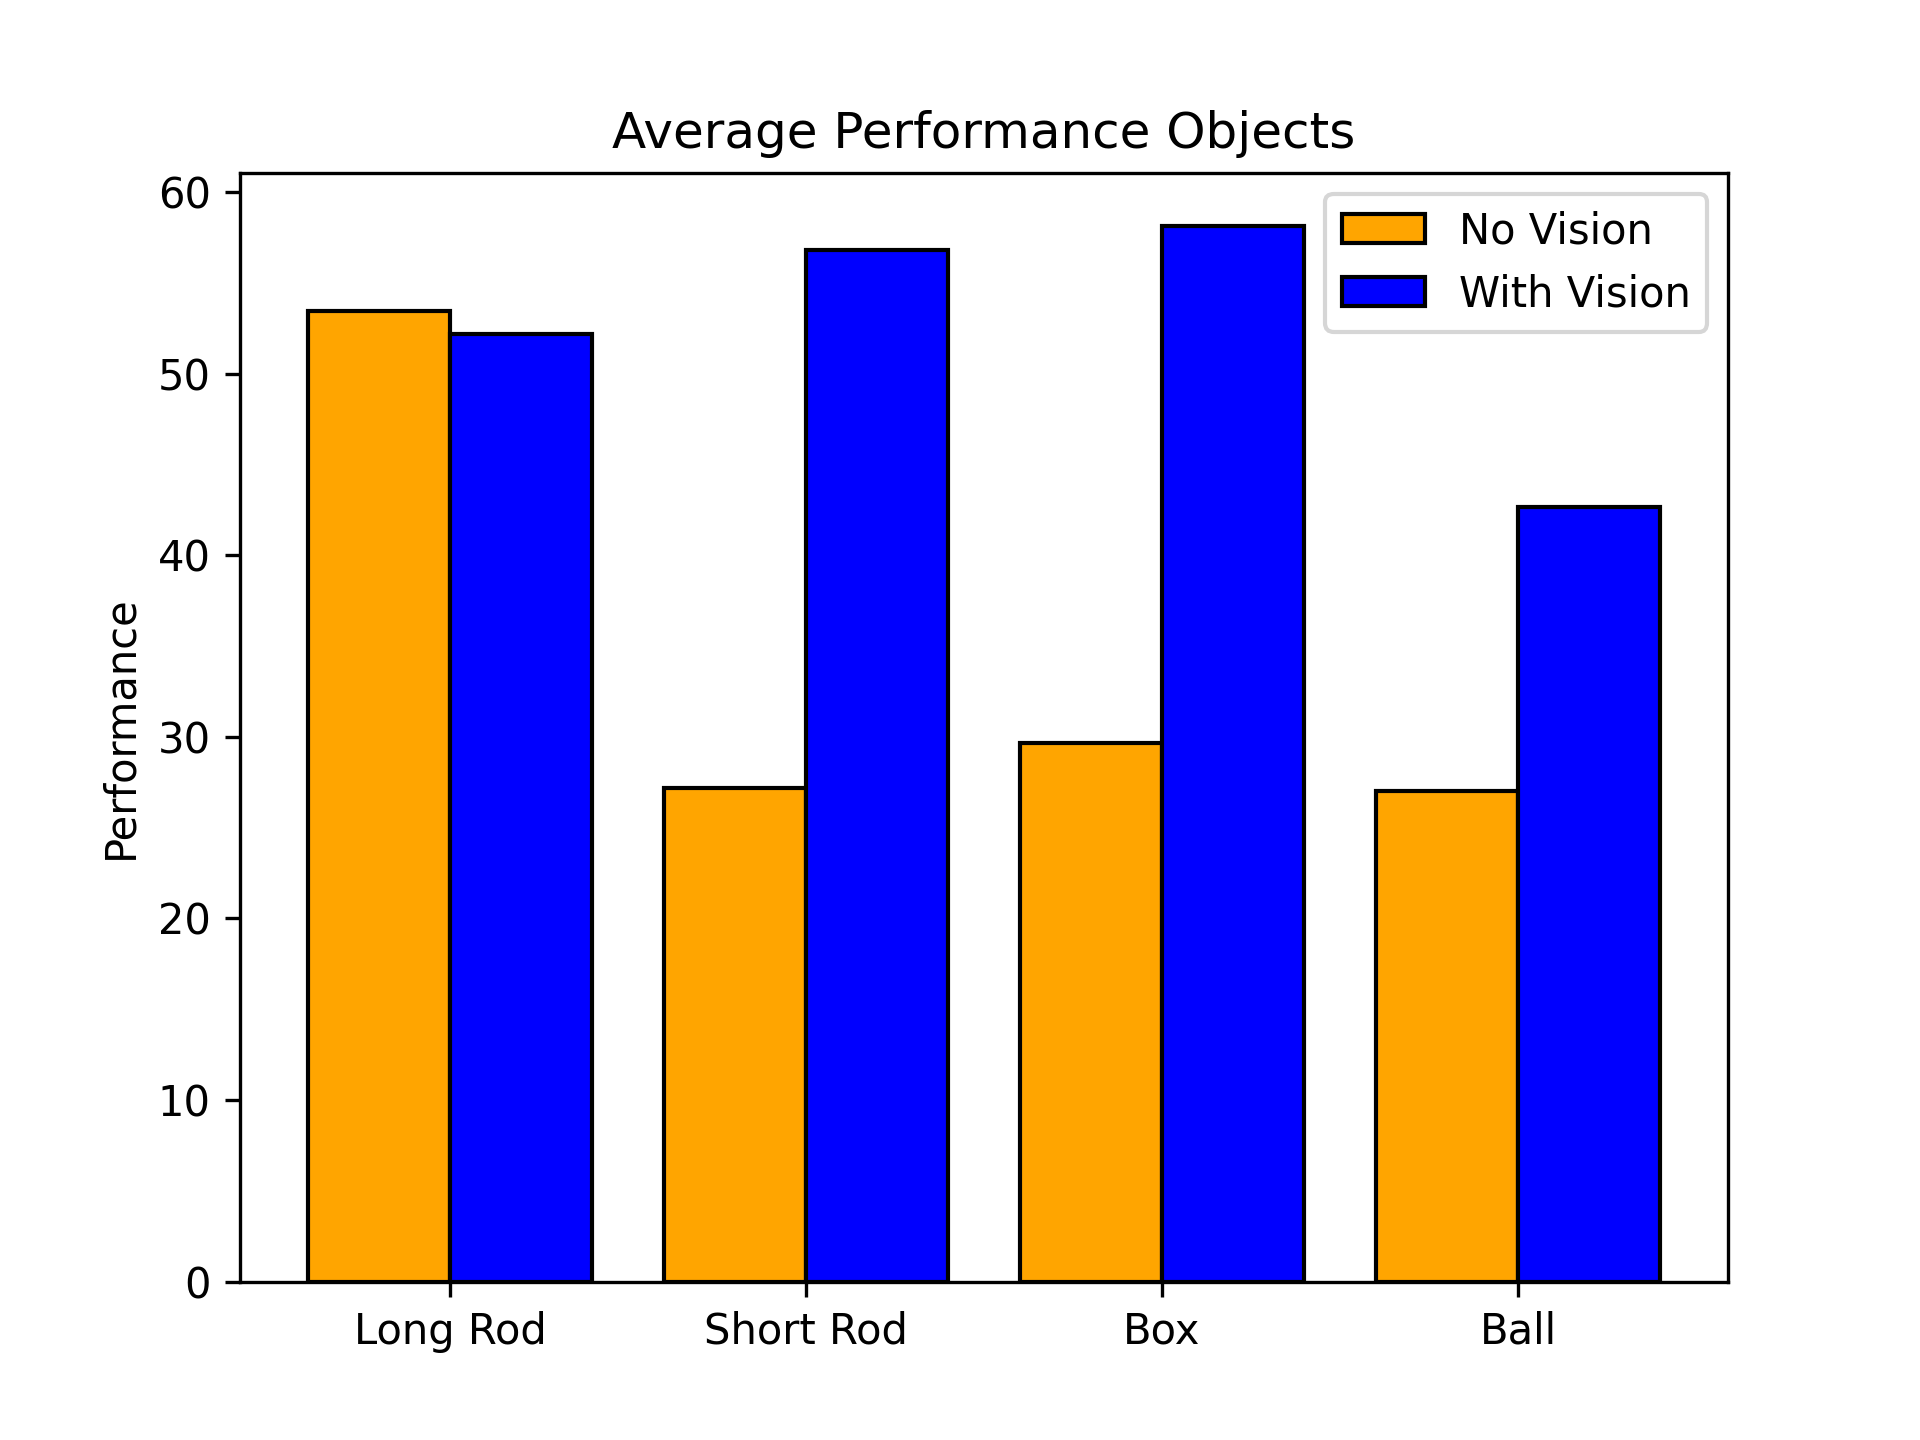 Average Performance Objects
No Vision
With Vision
Performance
60
50
40
30
20
10
0
Long Rod
Short Rod
Box
Ball